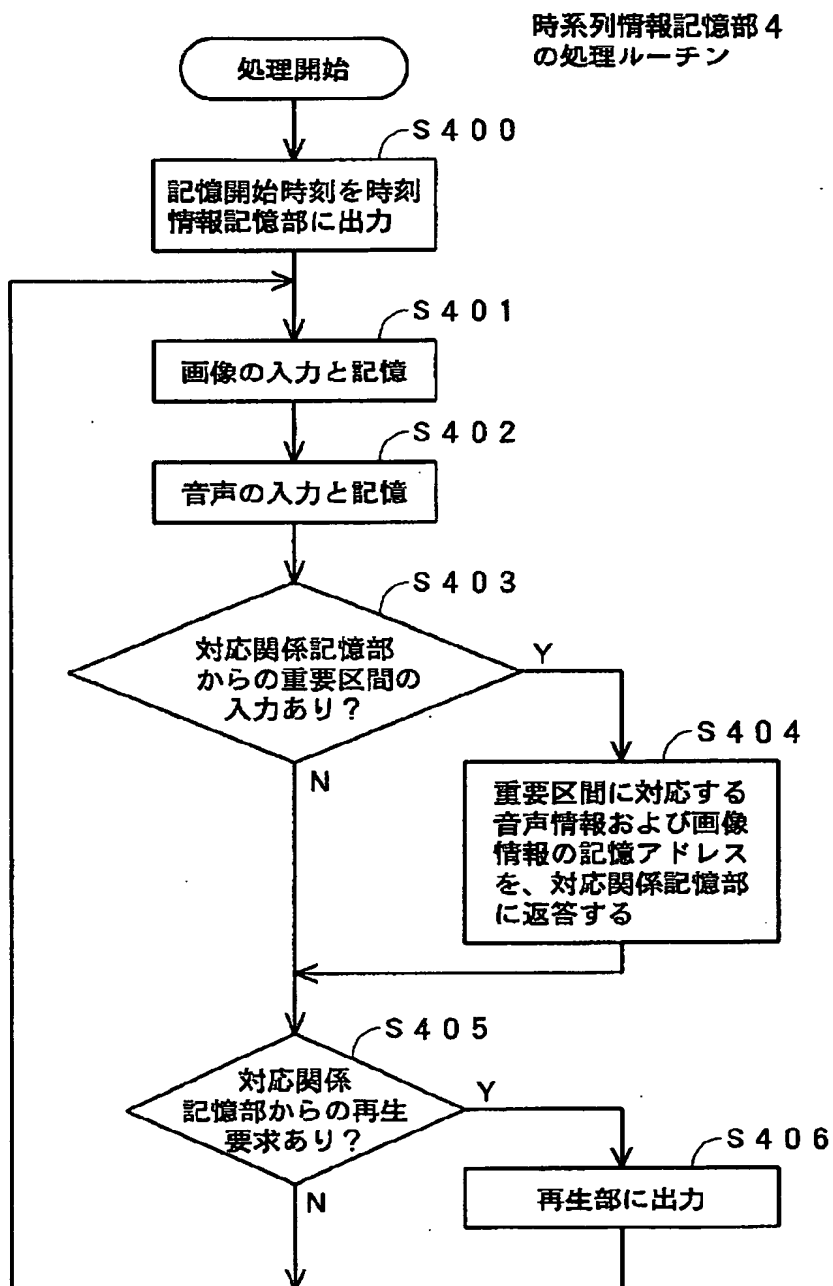 時系列情報記憶部４
の処理ルーチン
処理開始
Ｓ４００
記憶開始時刻を時刻
情報記憶部に出力
Ｓ４０１
画像の入力と記憶
Ｓ４０２
音声の入力と記憶
Ｓ４０３
対応関係記憶部
からの重要区間の
入力あり？
Y
N
Ｓ４０４
重要区間に対応する
音声情報および画像
情報の記憶アドレス
を、対応関係記憶部
に返答する
Ｓ４０５
対応関係
記憶部からの再生
要求あり？
Y
N
Ｓ４０６
再生部に出力